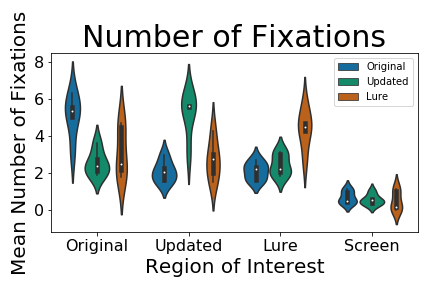 Number of Fixations
Mean Number of Fixations
8
6
4
2
0
Original
Updated
Lure
Original Updated Lure Screen
Region of Interest